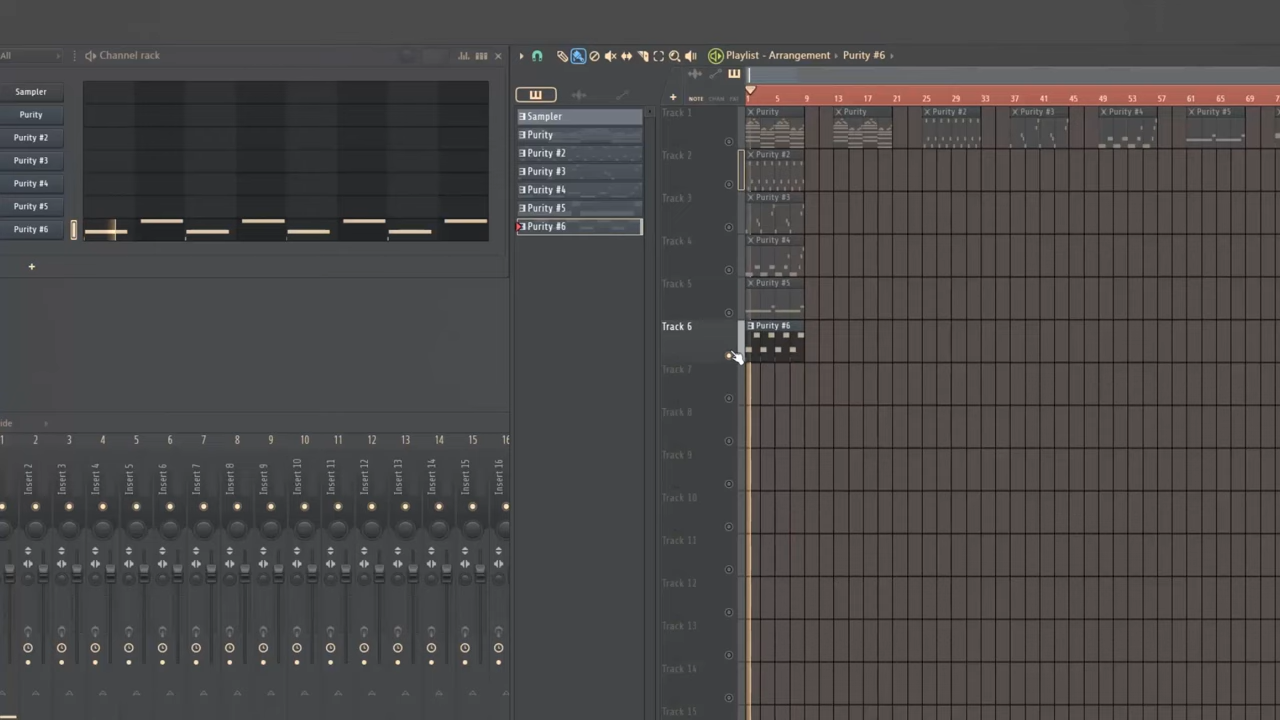 All
Channel rack
Sampler
Purity
Purity #2
Purity #3
Purity #4
Purity #5
Purity #6
+
ide
1 2 3 4 5 6 7 8 9 10 11 12 13 14 15 16
Insert 2
Insert 3
Insert 4
Insert 5
Insert 6
Insert 7
Insert 8
Insert 9
Insert 10
Insert 11
Insert 12
Insert 13
Insert 14
Insert 15
Insert 16
Sampler
Purity
Purity #2
Purity #3
Purity #4
Purity #5
Purity #6
Playlist - Arrangement › Purity #6 ›
NOTE
1 5 9 13 17 21 25 29 33 37 41 45 49 53 57 61 65 69
Track 1 Purity Purity Purity #2 Purity #3 Purity #4 Purity #5
Track 2 Purity #2
Track 3 Purity #3
Track 4 Purity #4
Track 5 Purity #5
Track 6 Purity #6
Track 7
Track 8
Track 9
Track 10
Track 11
Track 12
Track 13
Track 14
Track 15